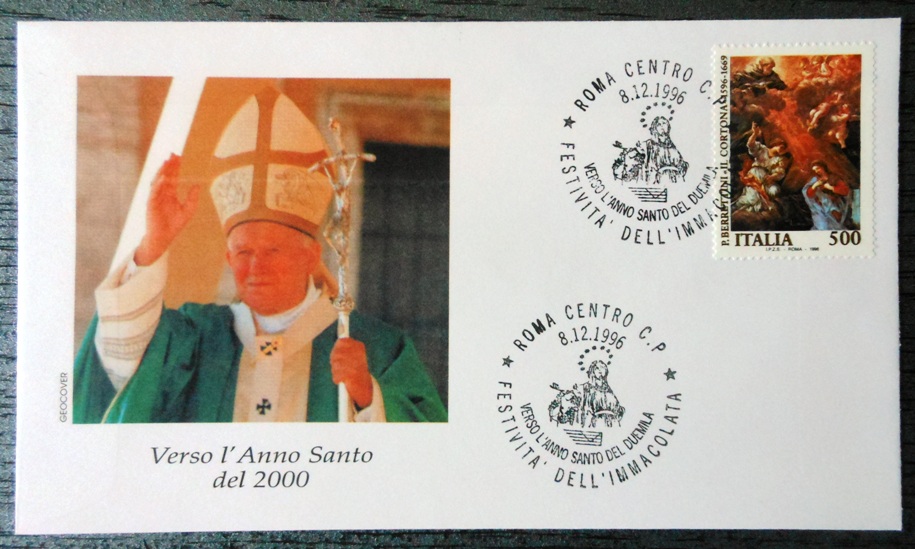 GEOCOVER
Verso l'Anno Santo
del 2000
ROMA CENTRO C.
8.12.1996
VERSO L'ANNO SANTO DEL DUEMILA
FESTIVITA' DELL'IMMAC
P. BERRETTONI-IL CORTONA 1596-1669
ITALIA 500
I.P.Z.S. - ROMA - 1996
ROMA CENTRO C.P
8.12.1996
VERSO L'ANNO SANTO DEL DUEMILA
FESTIVITA' DELL'IMMACOLATA